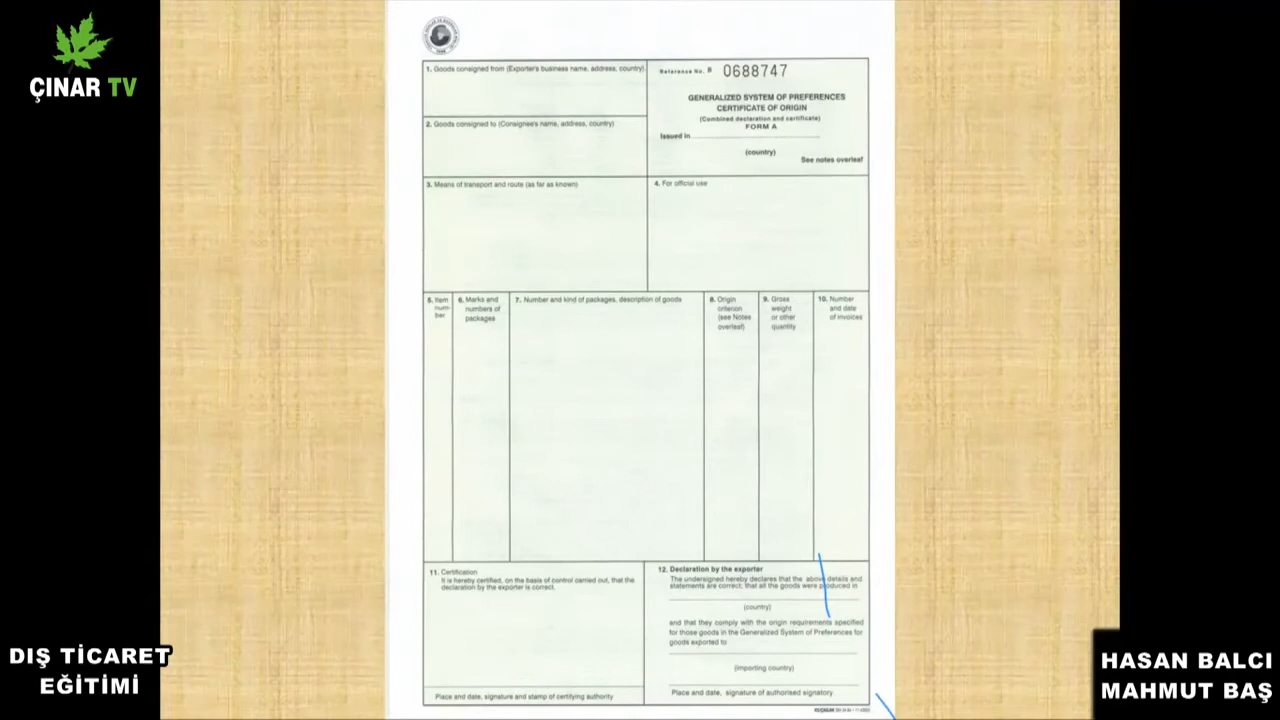 ÇINAR TV
1. Goods consigned from (Exporter's business name, address, country)
Reference No. B 0688747
GENERALIZED SYSTEM OF PREFERENCES
CERTIFICATE OF ORIGIN
(Combined declaration and certificate)
FORM A
Issued in
(country)
See notes overleaf
2. Goods consigned to (Consignee's name, address, country)
3. Means of transport and route (as far as known)
4. For official use
5. Item
num-
ber
6. Marks and
numbers of
packages
7. Number and kind of packages, description of goods
8. Origin
criterion
(see Notes
overleaf)
9. Gross
weight
or other
quantity
10. Number
and date
of invoices
11. Certification
It is hereby certified, on the basis of control carried out, that the
declaration by the exporter is correct.
Place and date, signature and stamp of certifying authority
12. Declaration by the exporter
The undersigned hereby declares that the above details and
statements are correct; that all the goods were produced in
(country)
and that they comply with the origin requirements specified
for those goods in the Generalized System of Preferences for
goods exported to
(importing country)
Place and date, signature of authorised signatory
DIŞ TİCARET
EĞİTİMİ
HASAN BALCI
MAHMUT BAŞ